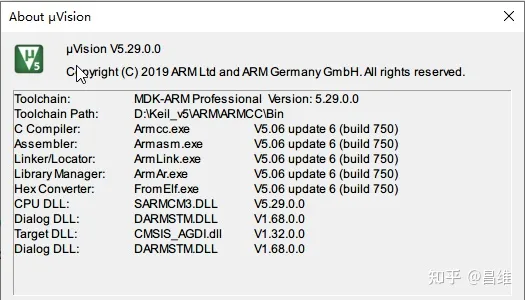 About µVision
µVision V5.29.0.0
Copyright (C) 2019 ARM Ltd and ARM Germany GmbH. All rights reserved.
Toolchain: MDK-ARM Professional Version: 5.29.0.0
Toolchain Path: D:\Keil_v5\ARM\ARMCC\Bin
C Compiler: Armcc.exe V5.06 update 6 (build 750)
Assembler: Armasm.exe V5.06 update 6 (build 750)
Linker/Locator: ArmLink.exe V5.06 update 6 (build 750)
Library Manager: ArmAr.exe V5.06 update 6 (build 750)
Hex Converter: FromElf.exe V5.06 update 6 (build 750)
CPU DLL: SARMCM3.DLL V5.29.0.0
Dialog DLL: DARMSTM.DLL V1.68.0.0
Target DLL: CMSIS_AGDI.dll V1.32.0.0
Dialog DLL: DARMSTM.DLL V1.68.0.0
知乎 @昌维